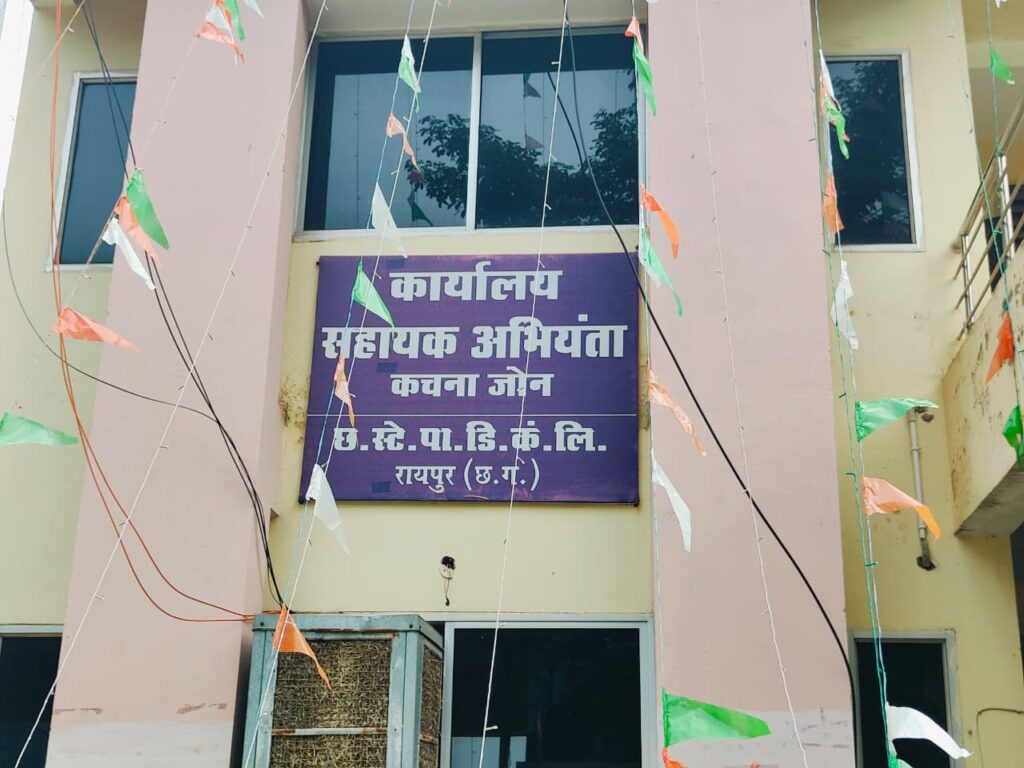 कार्यालय
सहायक अभियंता
कचना जोन
छ.स्टे.पा.डि.कं.लि.
रायपुर (छ.ग.)